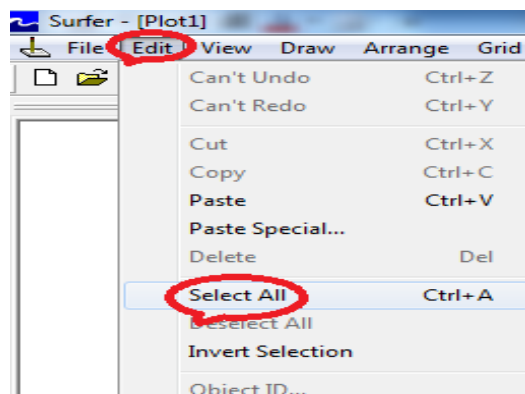 Surfer - [Plot1]
File Edit View Draw Arrange Grid
Can't Undo Ctrl+Z
Can't Redo Ctrl+Y
Cut Ctrl+X
Copy Ctrl+C
Paste Ctrl+V
Paste Special...
Delete Del
Select All Ctrl+A
Deselect All
Invert Selection
Object ID...